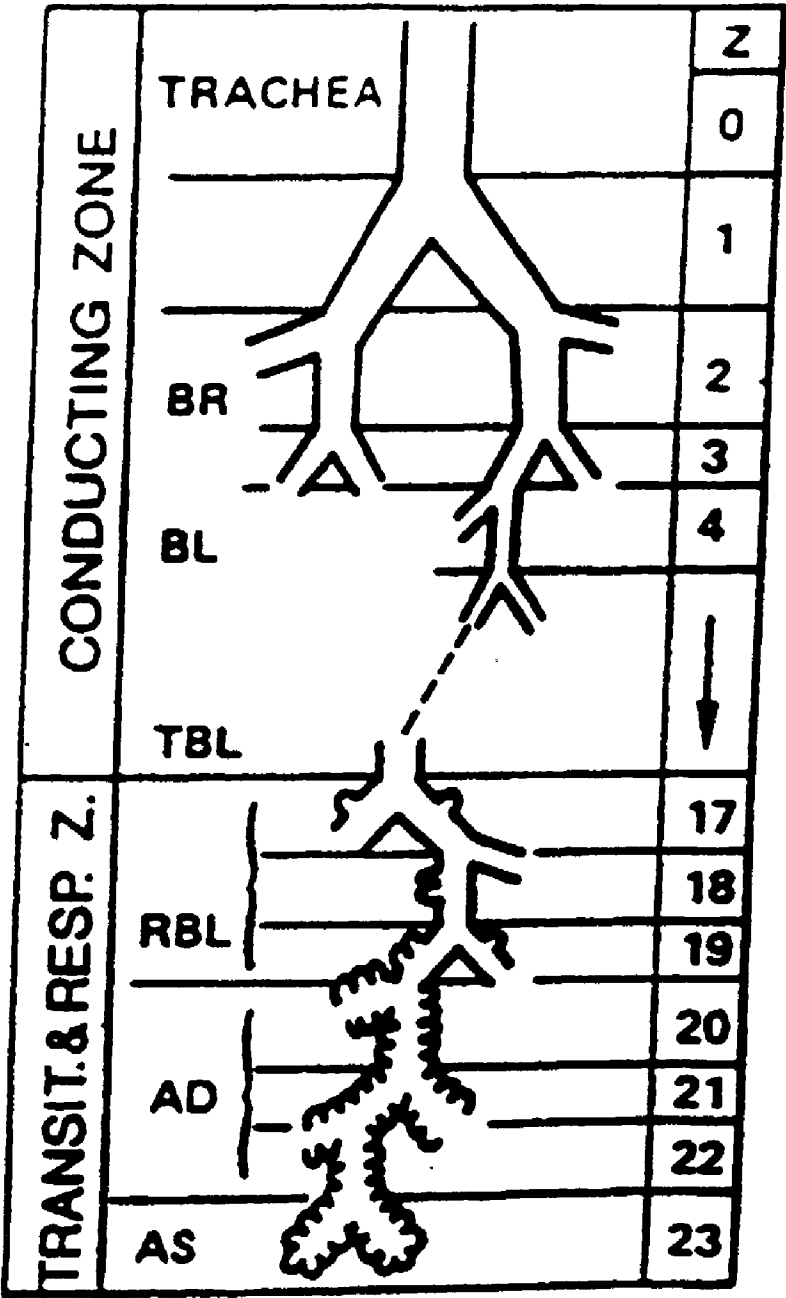 CONDUCTING ZONE
TRANSIT. & RESP. Z.
Z
TRACHEA
0
1
BR
2
3
BL
4
TBL
17
18
RBL
19
20
AD
21
22
AS
23